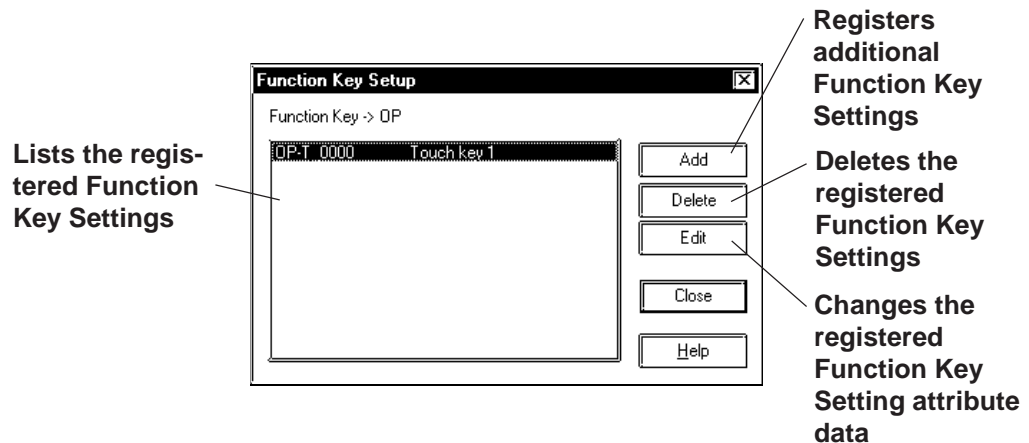 Registers
additional
Function Key
Settings
Function Key Setup
Function Key -> OP
Lists the regis-
tered Function
Key Settings
OP-T 0000 Touch key 1
Add
Delete
Edit
Close
Help
Deletes the
registered
Function Key
Settings
Changes the
registered
Function Key
Setting attribute
data